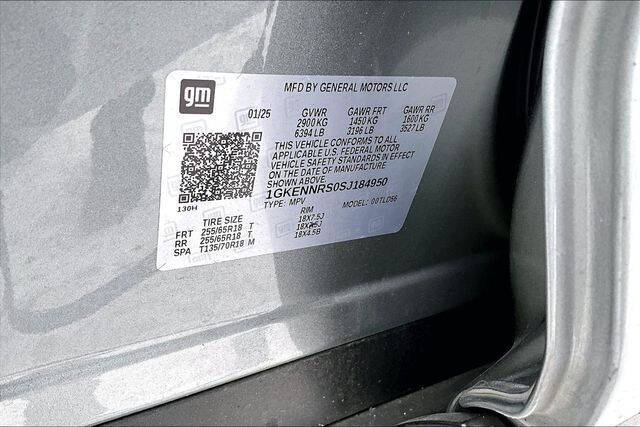 gm
MFD BY GENERAL MOTORS LLC
01/25 GVWR GAWR FRT GAWR RR
2900 KG 1450 KG 1600 KG
6394 LB 3196 LB 3527 LB
THIS VEHICLE CONFORMS TO ALL
APPLICABLE U.S. FEDERAL MOTOR
VEHICLE SAFETY STANDARDS IN EFFECT
ON THE DATE OF MANUFACTURE
SHOWN ABOVE.
1GKENNRS0SJ184950
130H
TYPE: MPV MODEL: 00TLD56
TIRE SIZE RIM
FRT 255/65R18 T 18X7.5J
RR 255/65R18 T 18X7.5J
SPA T135/70R18 M 18X4.5B